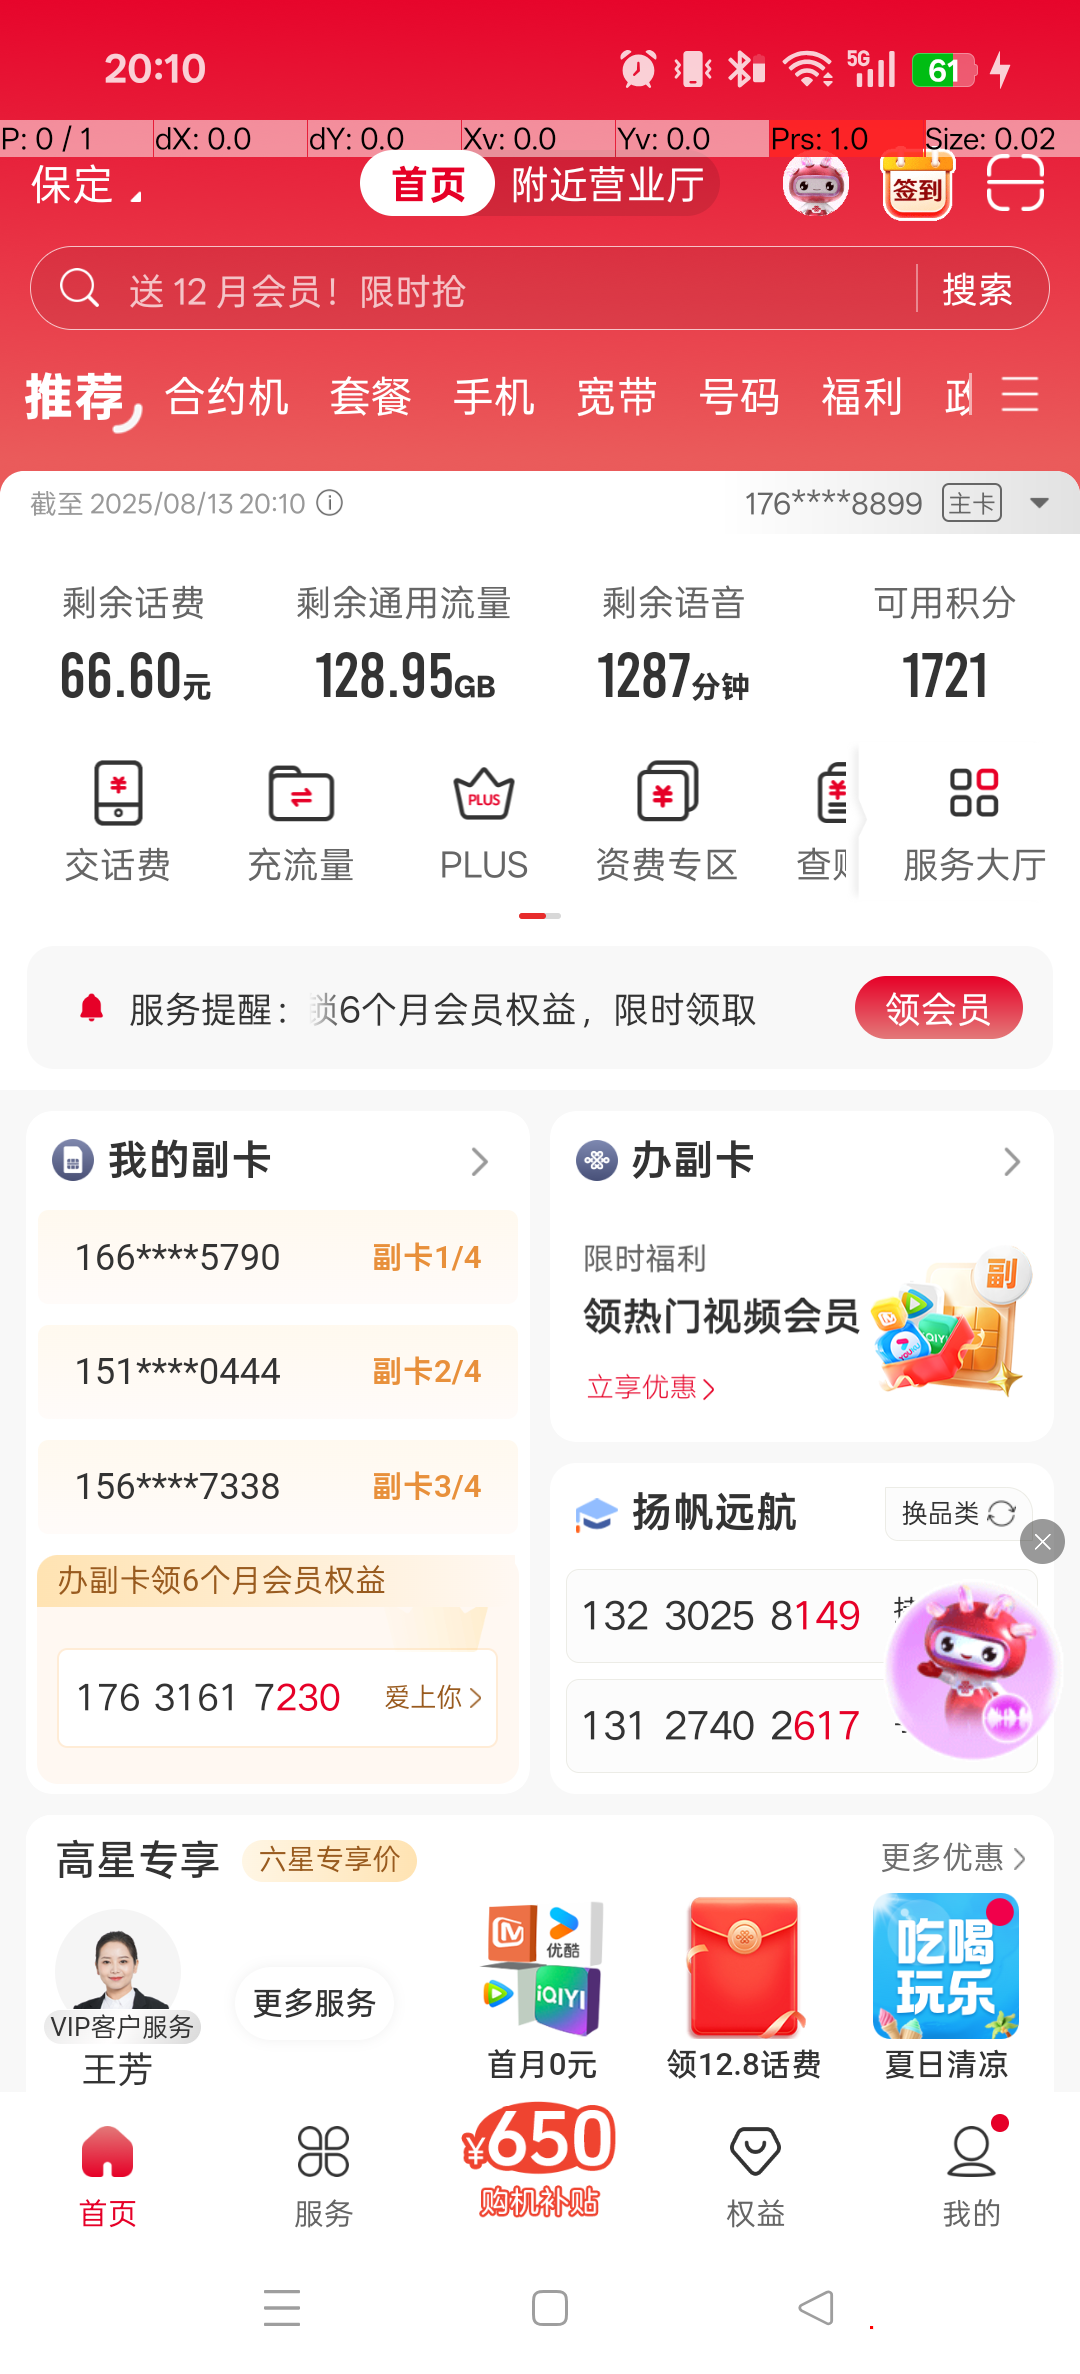 20:10
5G
61
P: 0 / 1
dX: 0.0
dY: 0.0
Xv: 0.0
Yv: 0.0
Prs: 1.0
Size: 0.02
保定
首页
附近营业厅
签到
送 12 月会员！限时抢
搜索
推荐
合约机
套餐
手机
宽带
号码
福利
截至 2025/08/13 20:10
176****8899
主卡
剩余话费
剩余通用流量
剩余语音
可用积分
66.60元
128.95GB
1287分钟
1721
PLUS
交话费
充流量
PLUS
资费专区
查
服务大厅
服务提醒：
锁6个月会员权益，限时领取
领会员
我的副卡
166****5790
副卡1/4
151****0444
副卡2/4
156****7338
副卡3/4
办副卡领6个月会员权益
176 3161 7230
爱上你
办副卡
限时福利
领热门视频会员
立享优惠
副
扬帆远航
换品类
132 3025 8149
131 2740 2617
高星专享
六星专享价
更多优惠
VIP客户服务
王芳
更多服务
优酷
iQIYI
首月0元
领12.8话费
吃喝
玩乐
夏日清凉
首页
服务
¥650
购机补贴
权益
我的